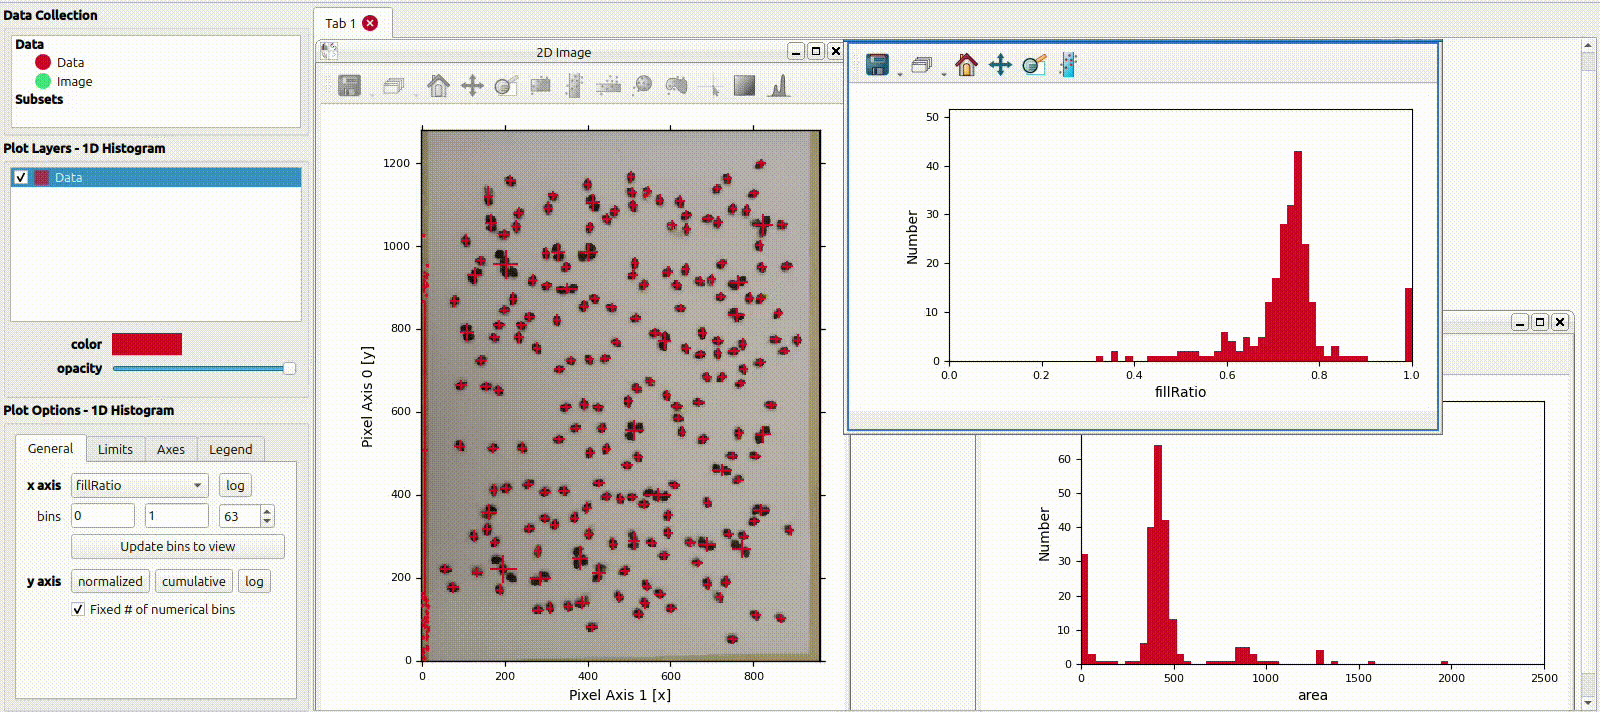 Data Collection
Data
Data
Image
Subsets
Plot Layers - 1D Histogram
Data
color
opacity
Plot Options - 1D Histogram
General Limits Axes Legend
x axis fillRatio log
bins 0 1 63
Update bins to view
y axis normalized cumulative log
Fixed # of numerical bins
Tab 1
2D Image
1200
1000
800
600
400
200
0
0 200 400 600 800
Pixel Axis 0 [y]
Pixel Axis 1 [x]
50
40
30
20
10
0
0.0 0.2 0.4 0.6 0.8 1.0
Number
fillRatio
60
50
40
30
20
10
0
0 500 1000 1500 2000 2500
Number
area